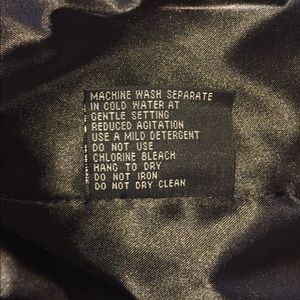 MACHINE WASH SEPARATE
IN COLD WATER AT
GENTLE SETTING
REDUCED AGITATION
USE A MILD DETERGENT
DO NOT USE
CHLORINE BLEACH
HANG TO DRY
DO NOT IRON
DO NOT DRY CLEAN